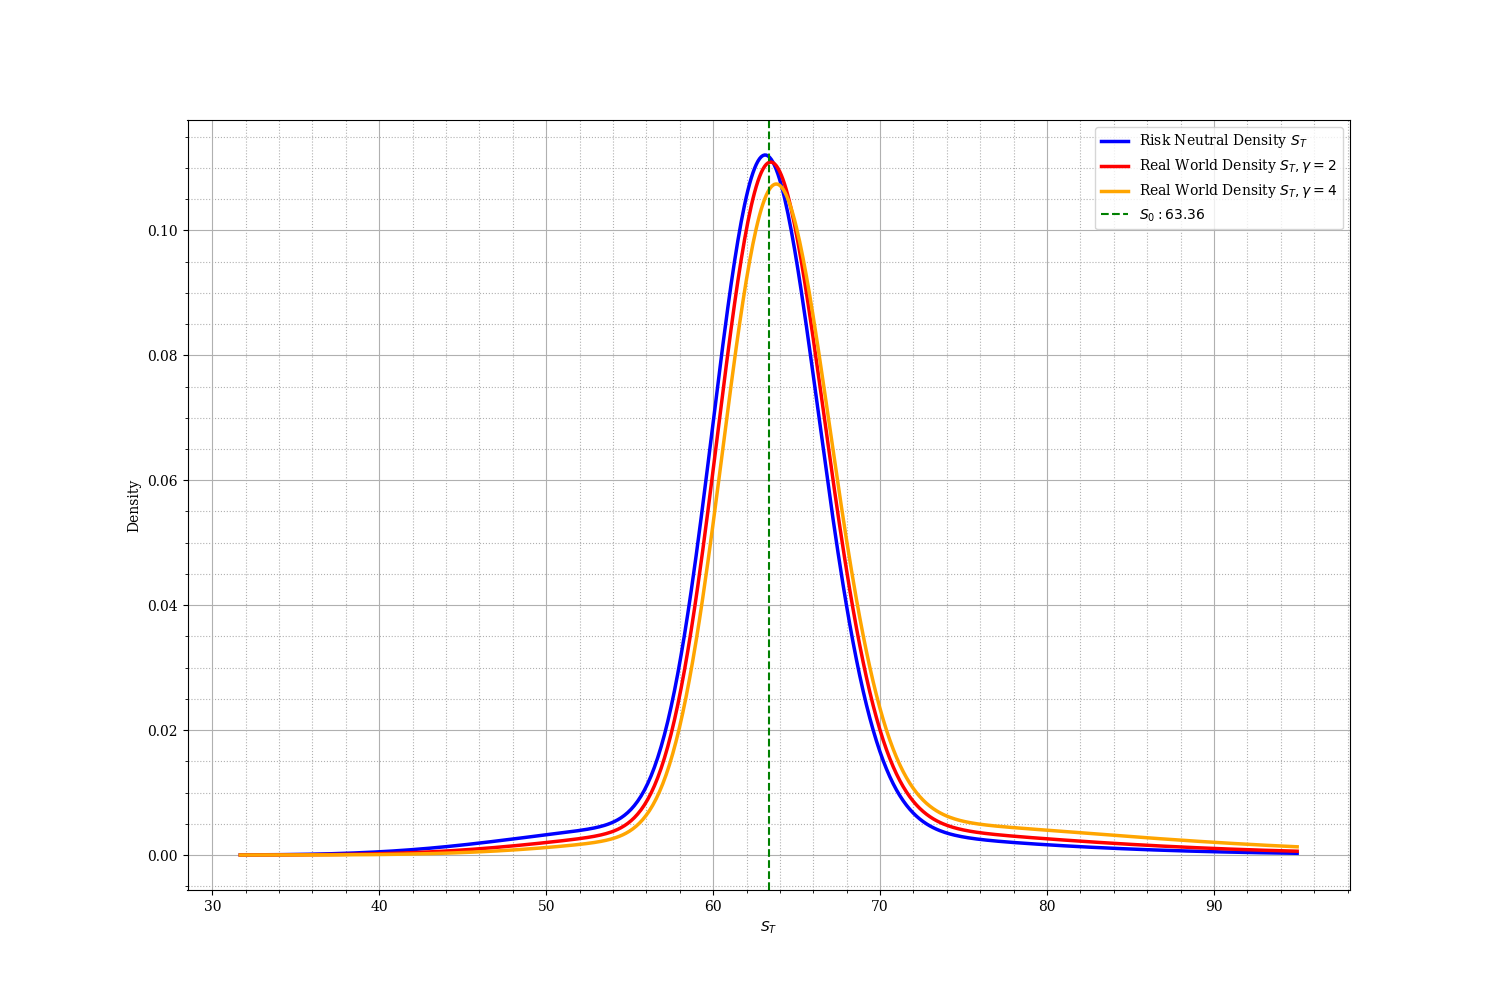 Risk Neutral Density $S_T$
Real World Density $S_T, \gamma = 2$
Real World Density $S_T, \gamma = 4$
$S_0 : 63.36$
Density
0.10
0.08
0.06
0.04
0.02
0.00
30 40 50 60 70 80 90
$S_T$